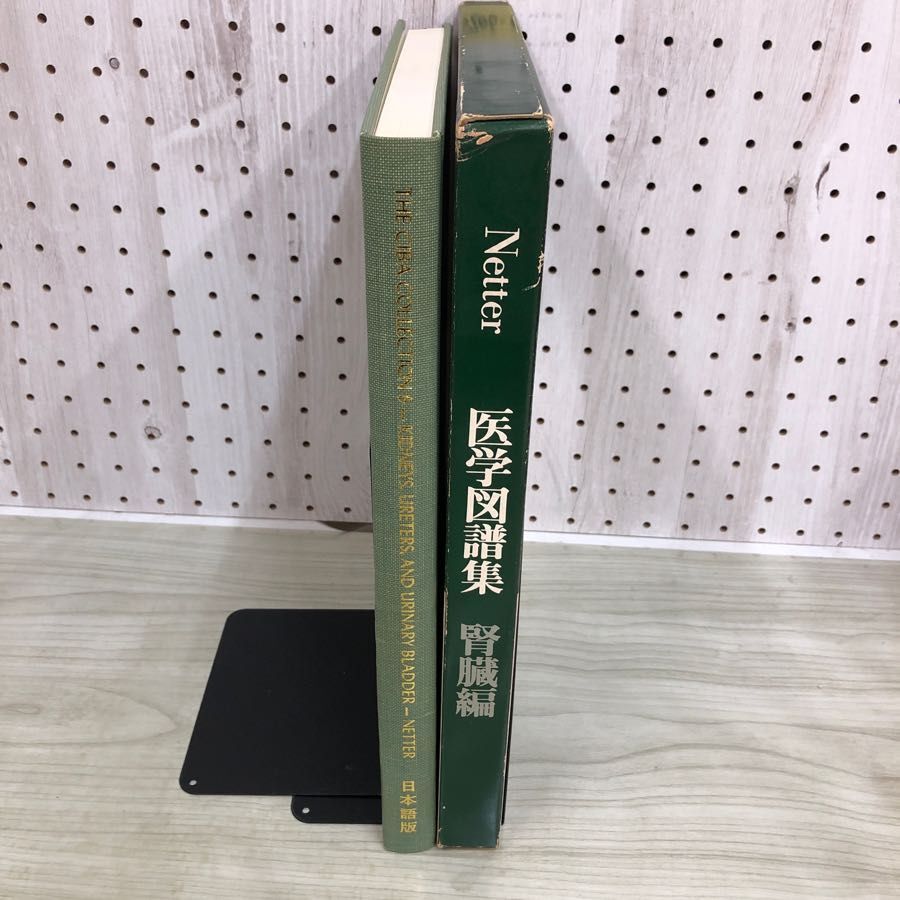 THE CIBA COLLECTION 6 – KIDNEYS, URETERS, AND URINARY BLADDER – NETTER 日本語版
Netter 医学図譜集 腎臓編